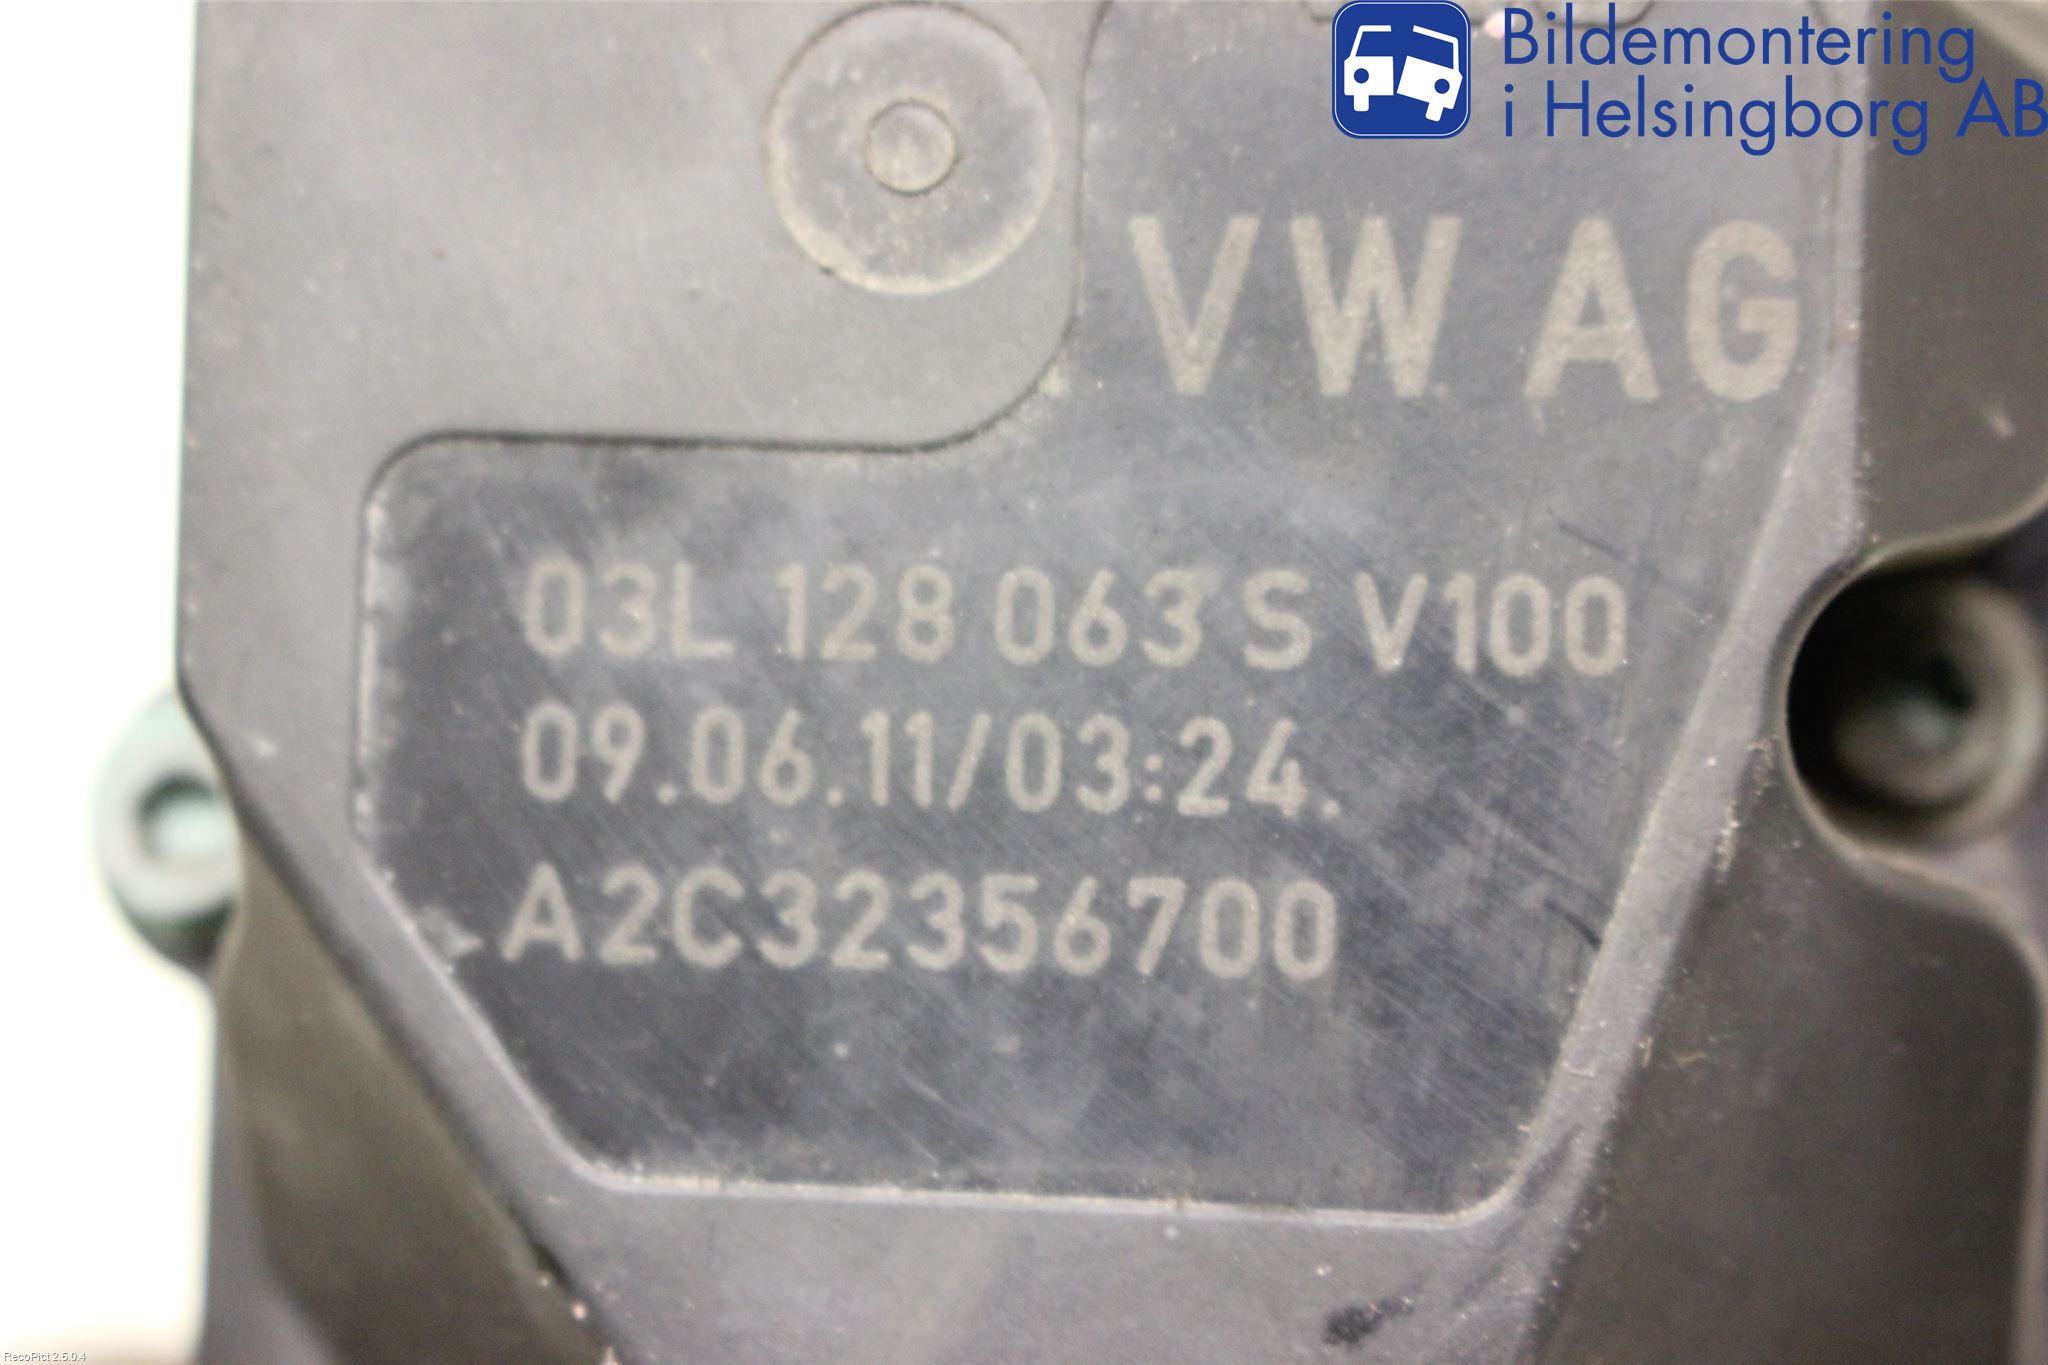 Bildemontering
i Helsingborg AB
VW AG
03L 128 063 S V100
09.06.11/03:24.
A2C32356700
RecoPict 2.5.0.4